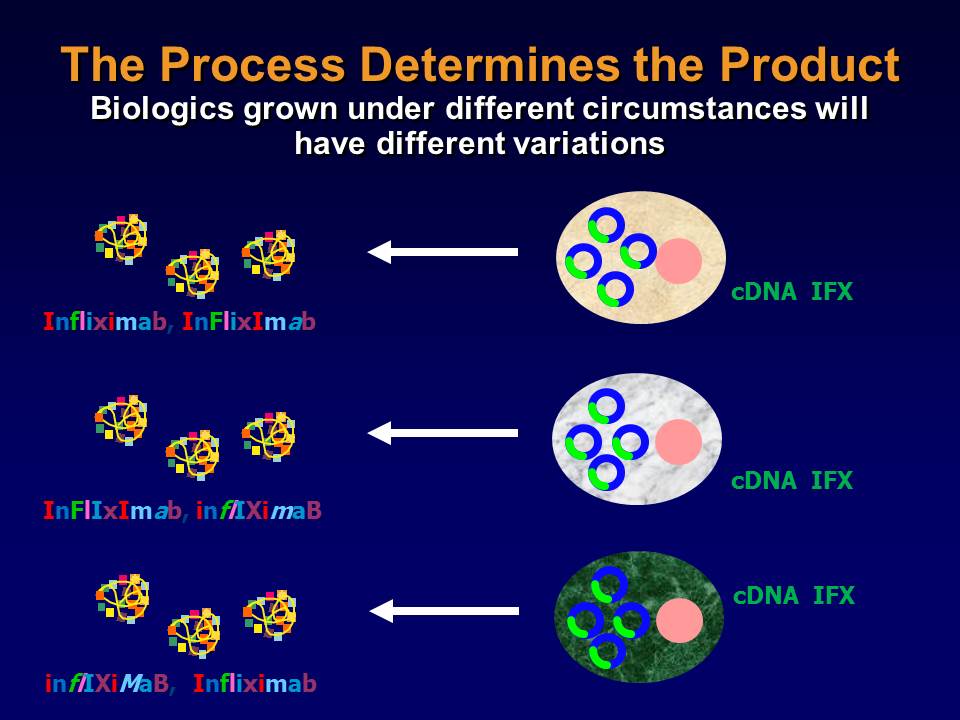 The Process Determines the Product
Biologics grown under different circumstances will
have different variations
cDNA IFX
Infliximab, InFlixImab
cDNA IFX
InFlIxImab, inflIXimaB
cDNA IFX
inflIXiMaB, Infliximab